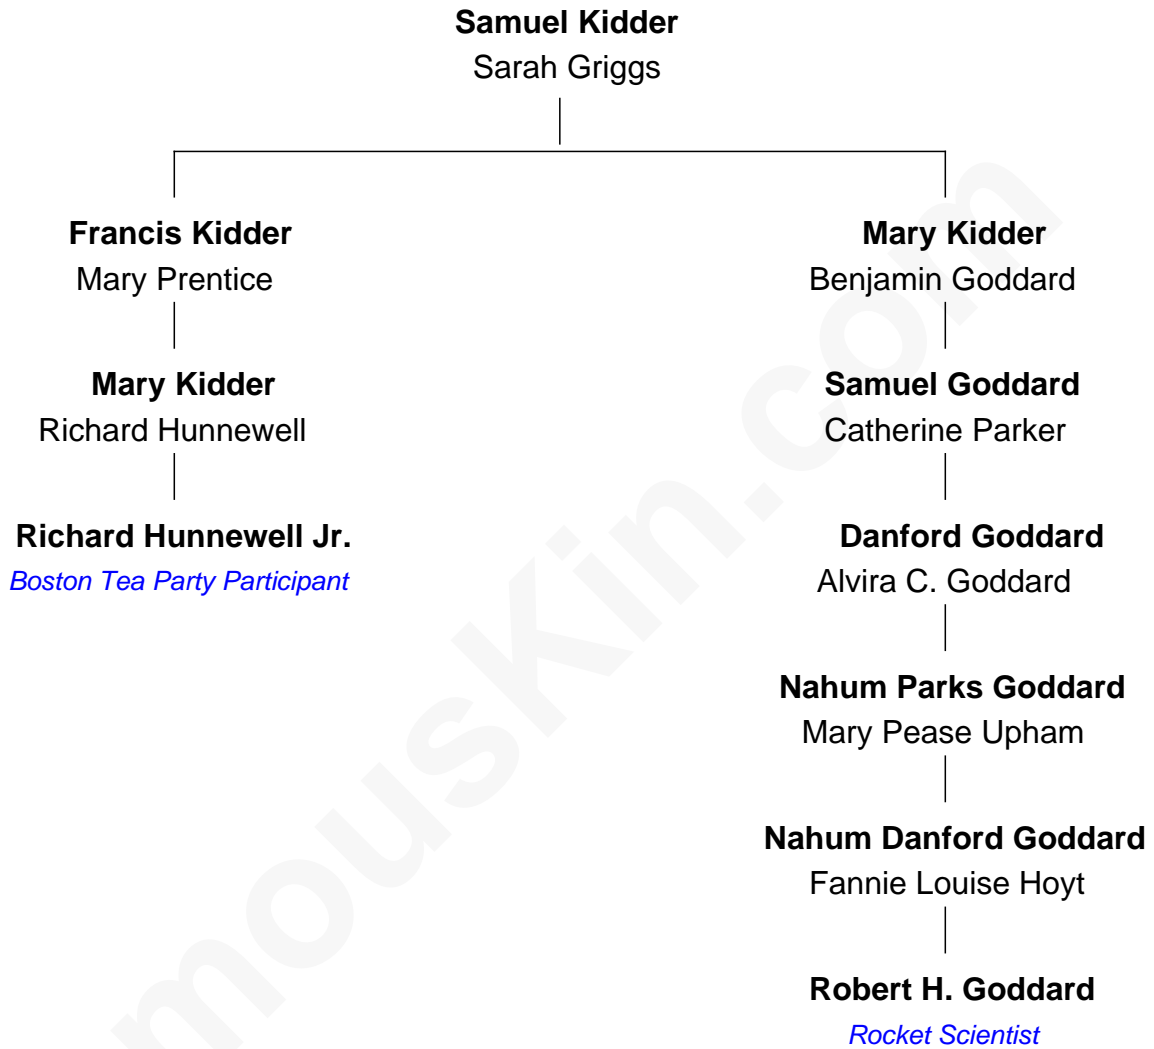 Samuel Kidder
Sarah Griggs
Francis Kidder
Mary Prentice
Mary Kidder
Richard Hunnewell
Richard Hunnewell Jr.
Boston Tea Party Participant
Mary Kidder
Benjamin Goddard
Samuel Goddard
Catherine Parker
Danford Goddard
Alvira C. Goddard
Nahum Parks Goddard
Mary Pease Upham
Nahum Danford Goddard
Fannie Louise Hoyt
Robert H. Goddard
Rocket Scientist
mousKin.com